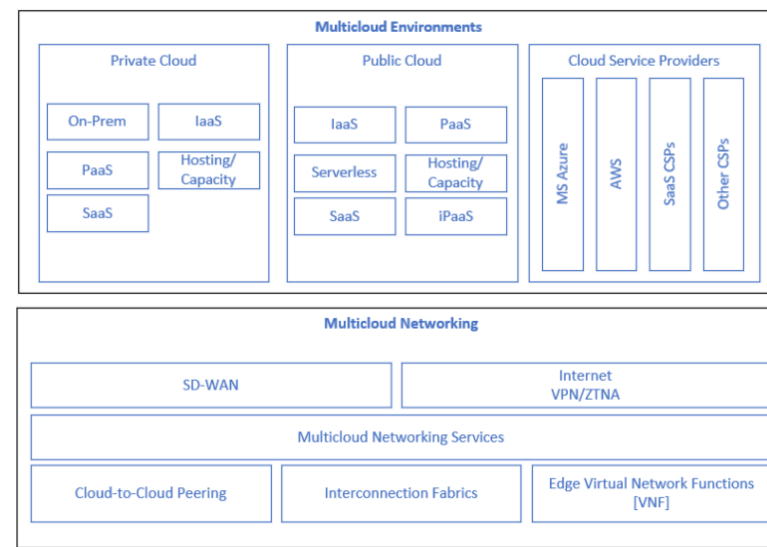 Multicloud Environments
Private Cloud
On-Prem
IaaS
PaaS
Hosting/
Capacity
SaaS
Public Cloud
IaaS
PaaS
Serverless
Hosting/
Capacity
SaaS
iPaaS
Cloud Service Providers
MS Azure
AWS
SaaS CSPs
Other CSPs
Multicloud Networking
SD-WAN
Internet
VPN/ZTNA
Multicloud Networking Services
Cloud-to-Cloud Peering
Interconnection Fabrics
Edge Virtual Network Functions
[VNF]